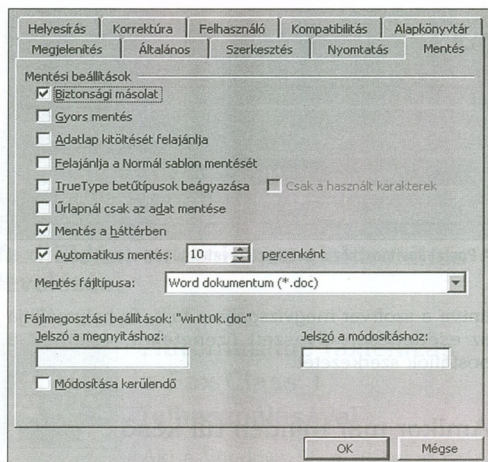 Helyesírás Korrektúra Felhasználó Kompatibilitás Alapkönyvtár
Megjelenítés Általános Szerkesztés Nyomtatás Mentés
Mentési beállítások
Biztonsági másolat
Gyors mentés
Adatlap kitöltését felajánlja
Felajánlja a Normál sablon mentését
TrueType betűtípusok beágyazása Csak a használt karakterek
Űrlapnál csak az adat mentése
Mentés a háttérben
Automatikus mentés: 10 percenként
Mentés fájltípusa: Word dokumentum (*.doc)
Fájlmegosztási beállítások: "wintt0k.doc"
Jelszó a megnyitáshoz: Jelszó a módosításhoz:
Módosítása kerülendő
OK Mégse